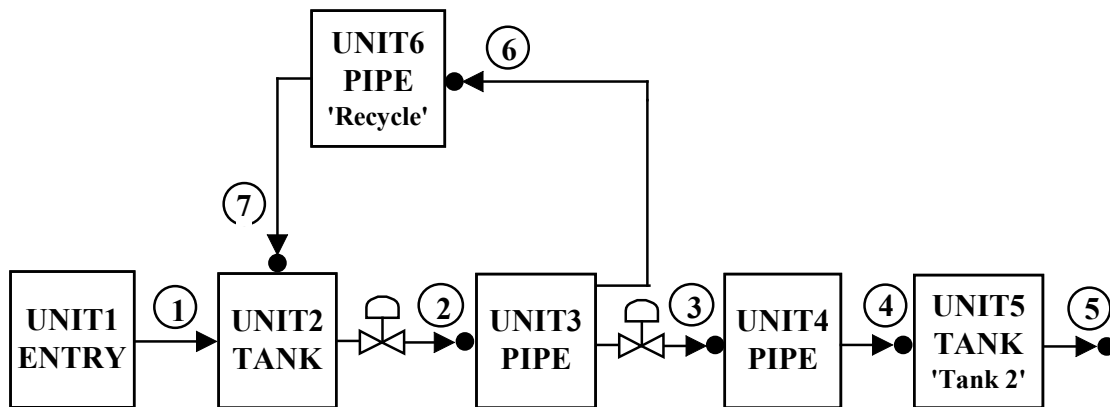 UNIT6
PIPE
'Recycle'
6
7
UNIT1
ENTRY
1
UNIT2
TANK
2
UNIT3
PIPE
3
UNIT4
PIPE
4
UNIT5
TANK
'Tank 2'
5